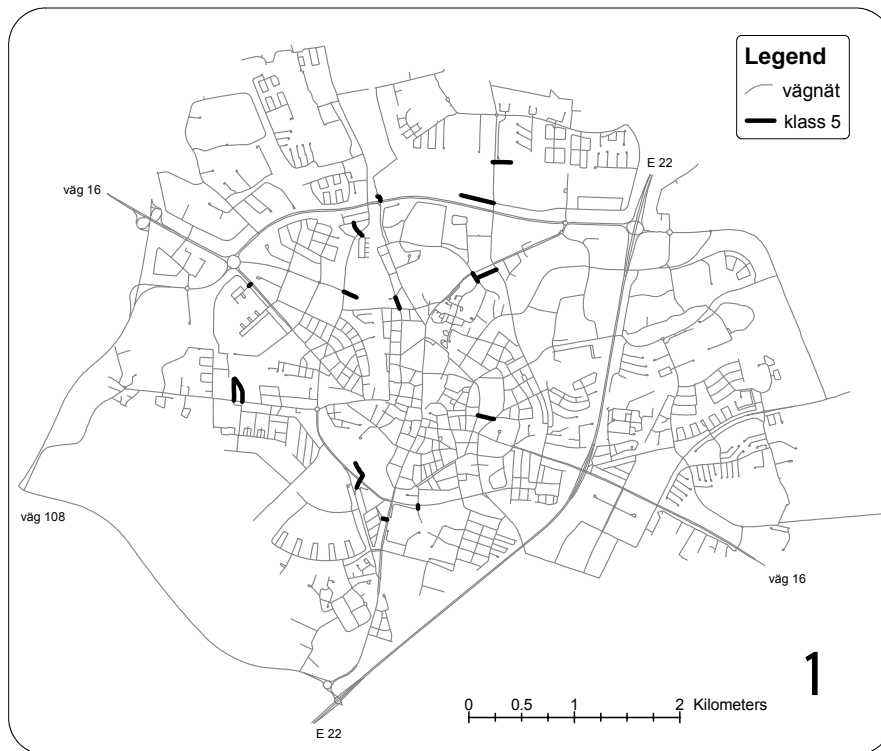 Legend
vägnät
klass 5
E 22
väg 16
väg 108
väg 16
1
0 0.5 1 2 Kilometers
E 22